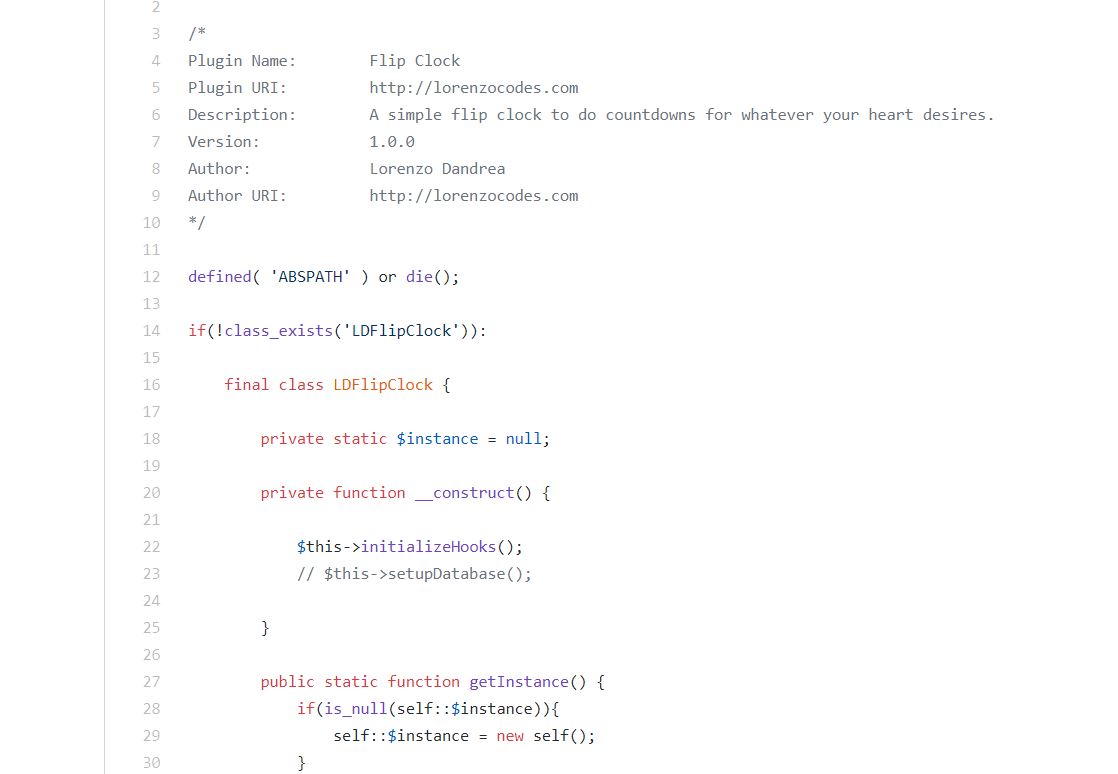 2
3 /*
4 Plugin Name: Flip Clock
5 Plugin URI: http://lorenzocodes.com
6 Description: A simple flip clock to do countdowns for whatever your heart desires.
7 Version: 1.0.0
8 Author: Lorenzo Dandrea
9 Author URI: http://lorenzocodes.com
10 */
11
12 defined( 'ABSPATH' ) or die();
13
14 if(!class_exists('LDFlipClock')):
15
16 final class LDFlipClock {
17
18 private static $instance = null;
19
20 private function __construct() {
21
22 $this->initializeHooks();
23 // $this->setupDatabase();
24
25 }
26
27 public static function getInstance() {
28 if(is_null(self::$instance)){
29 self::$instance = new self();
30 }